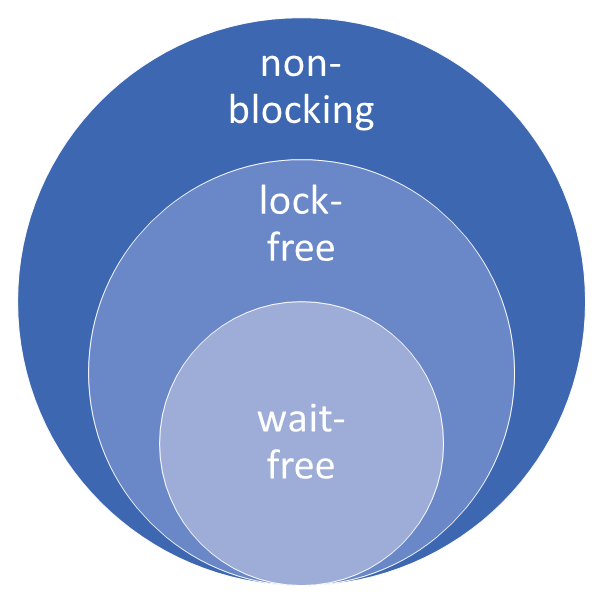 non-
blocking
lock-
free
wait-
free